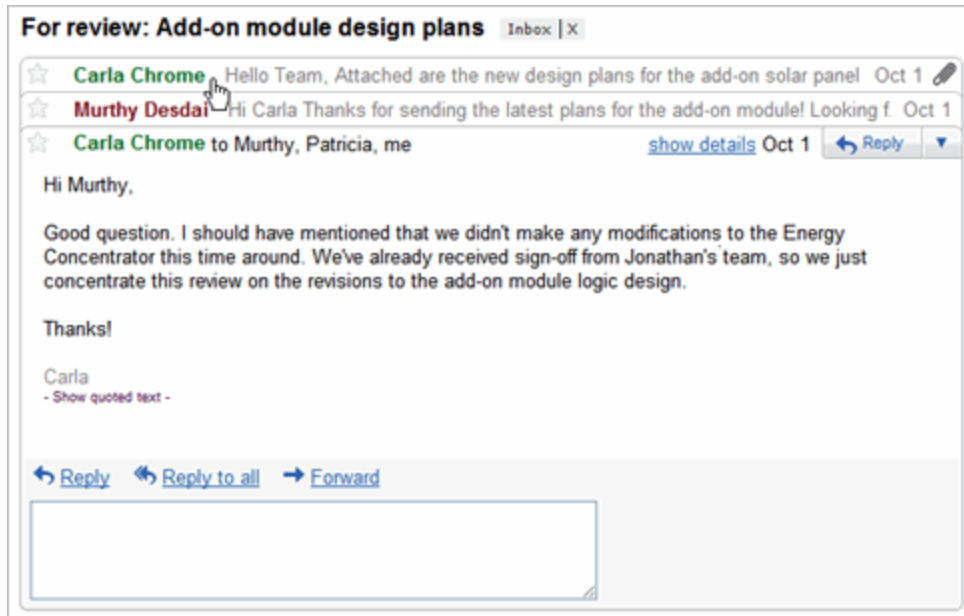 For review: Add-on module design plans Inbox | X
Carla Chrome Hello Team, Attached are the new design plans for the add-on solar panel Oct 1
Murthy Desdai Hi Carla Thanks for sending the latest plans for the add-on module! Looking f. Oct 1
Carla Chrome to Murthy, Patricia, me show details Oct 1 Reply
Hi Murthy,
Good question. I should have mentioned that we didn't make any modifications to the Energy
Concentrator this time around. We've already received sign-off from Jonathan's team, so we just
concentrate this review on the revisions to the add-on module logic design.
Thanks!
Carla
- Show quoted text -
Reply Reply to all Forward